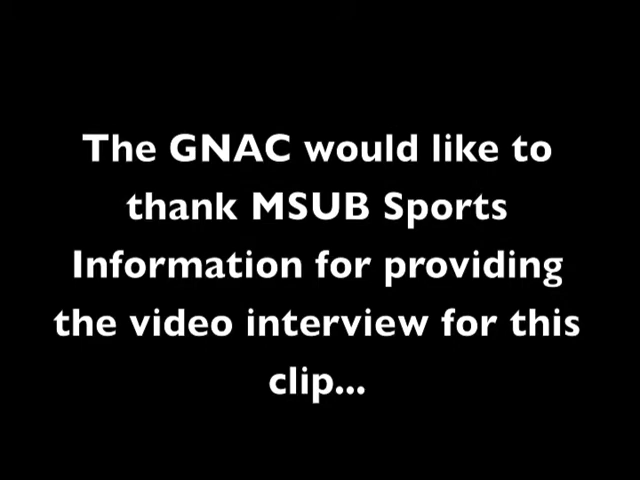 The GNAC would like to
thank MSUB Sports
Information for providing
the video interview for this
clip...